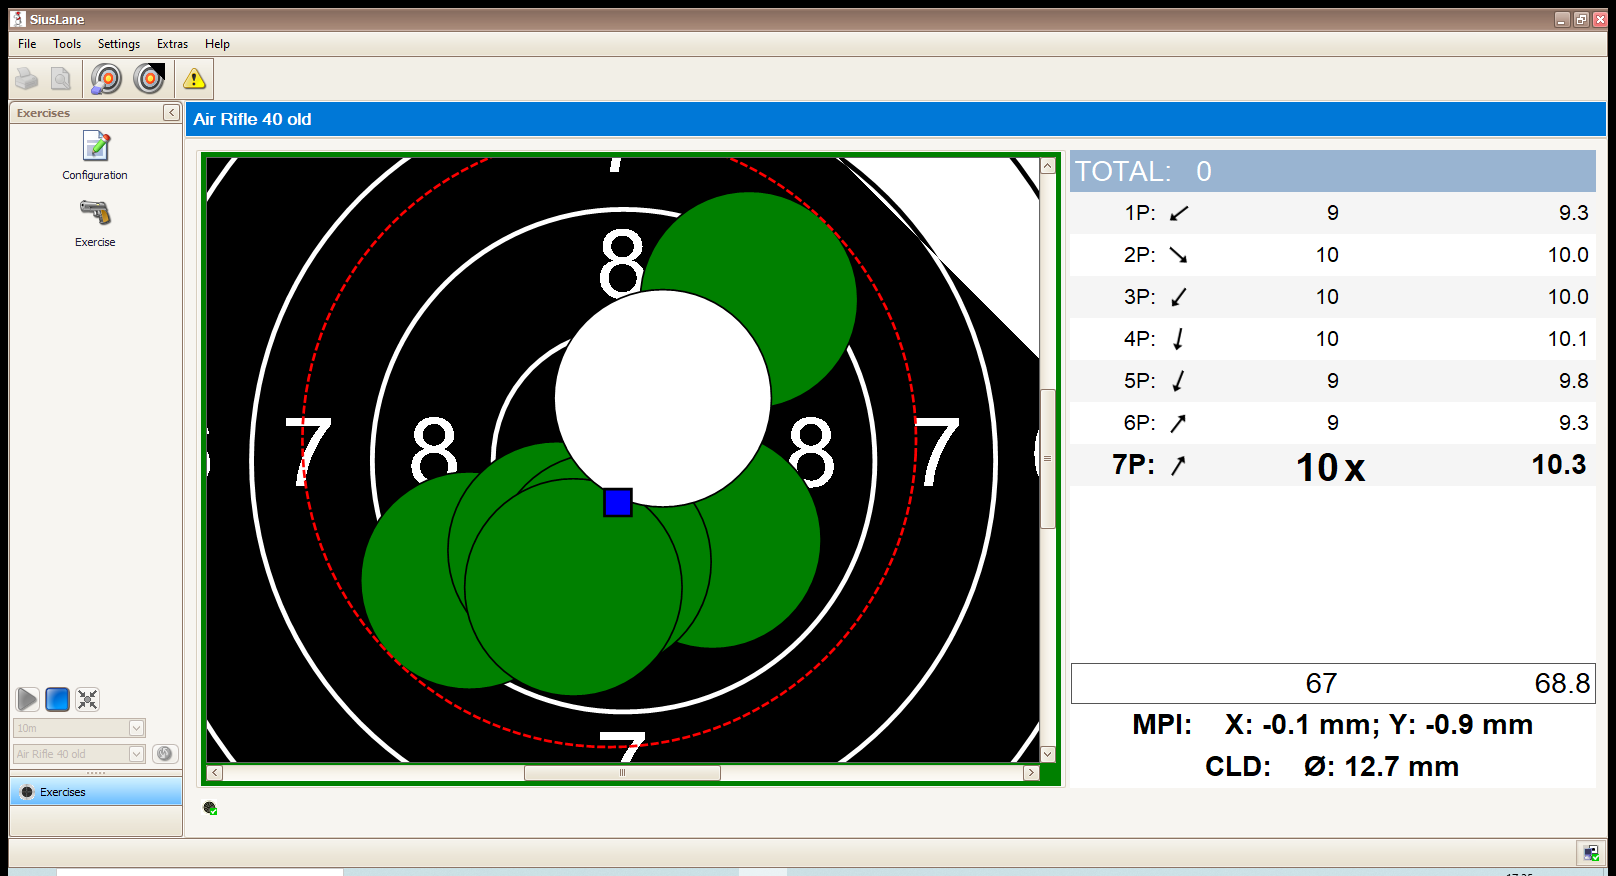 SiusLane
File Tools Settings Extras Help
Exercises
Configuration
Exercise
10m
Air Rifle 40 old
Exercises
Air Rifle 40 old
7
8
7 8 8 7
7
TOTAL: 0
1P: 9 9.3
2P: 10 10.0
3P: 10 10.0
4P: 10 10.1
5P: 9 9.8
6P: 9 9.3
7P: 10 x 10.3
67 68.8
MPI: X: -0.1 mm; Y: -0.9 mm
CLD: Ø: 12.7 mm